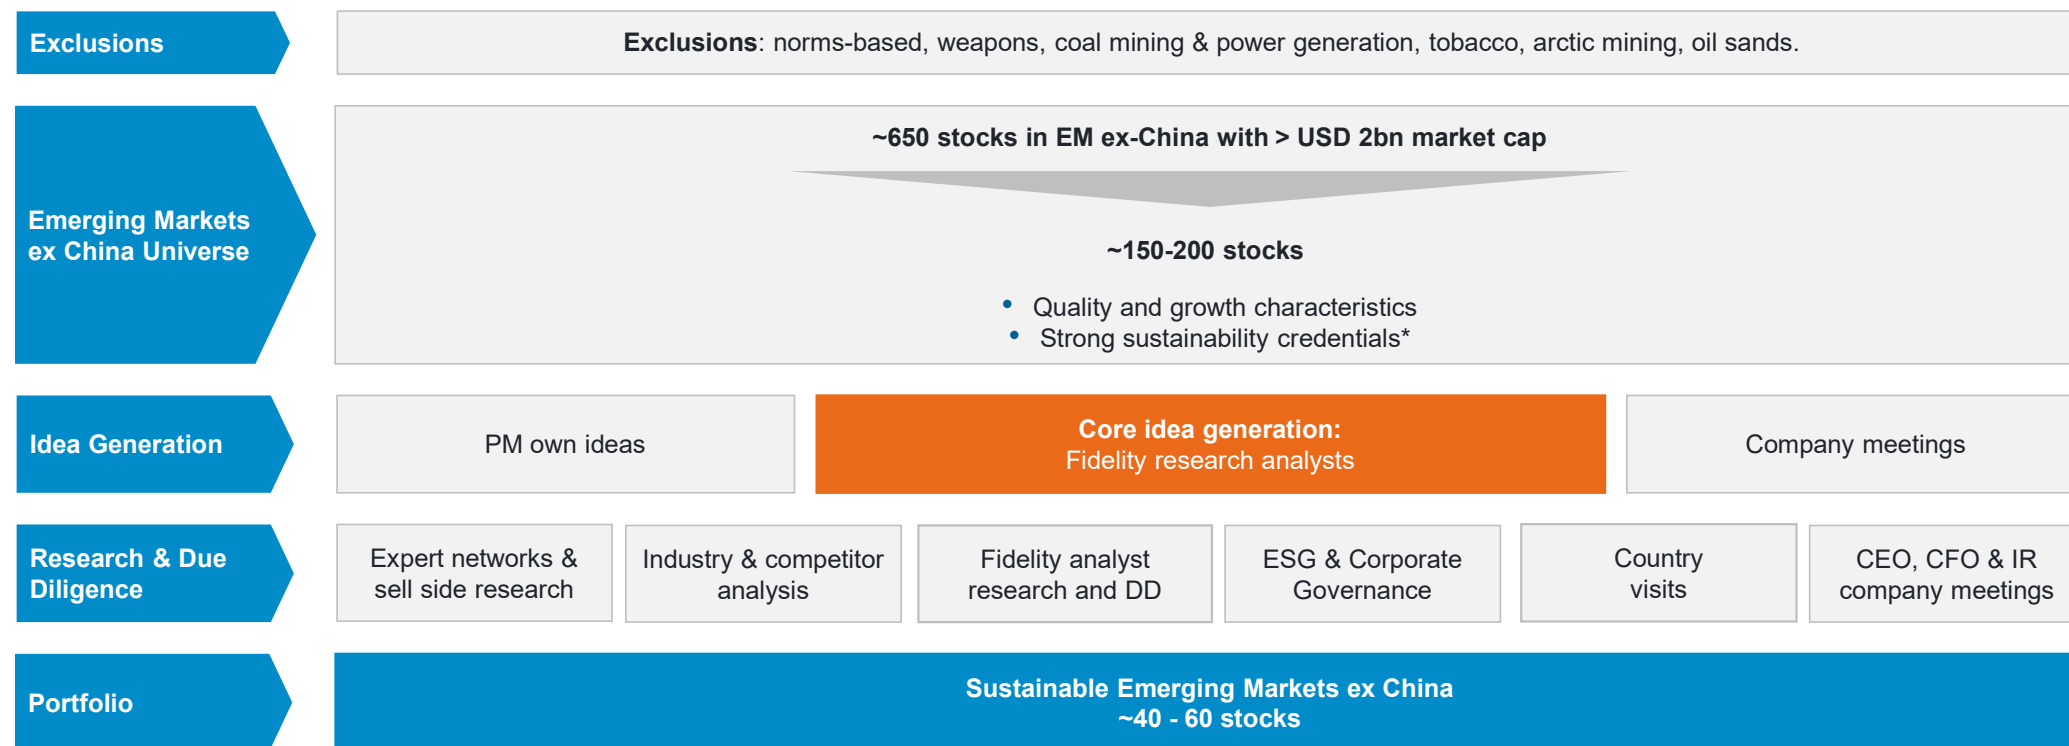 Exclusions
Exclusions: norms-based, weapons, coal mining & power generation, tobacco, arctic mining, oil sands.
Emerging Markets
ex China Universe
~650 stocks in EM ex-China with > USD 2bn market cap
~150-200 stocks
• Quality and growth characteristics
• Strong sustainability credentials*
Idea Generation
PM own ideas
Core idea generation:
Fidelity research analysts
Company meetings
Research & Due
Diligence
Expert networks &
sell side research
Industry & competitor
analysis
Fidelity analyst
research and DD
ESG & Corporate
Governance
Country
visits
CEO, CFO & IR
company meetings
Portfolio
Sustainable Emerging Markets ex China
~40 - 60 stocks